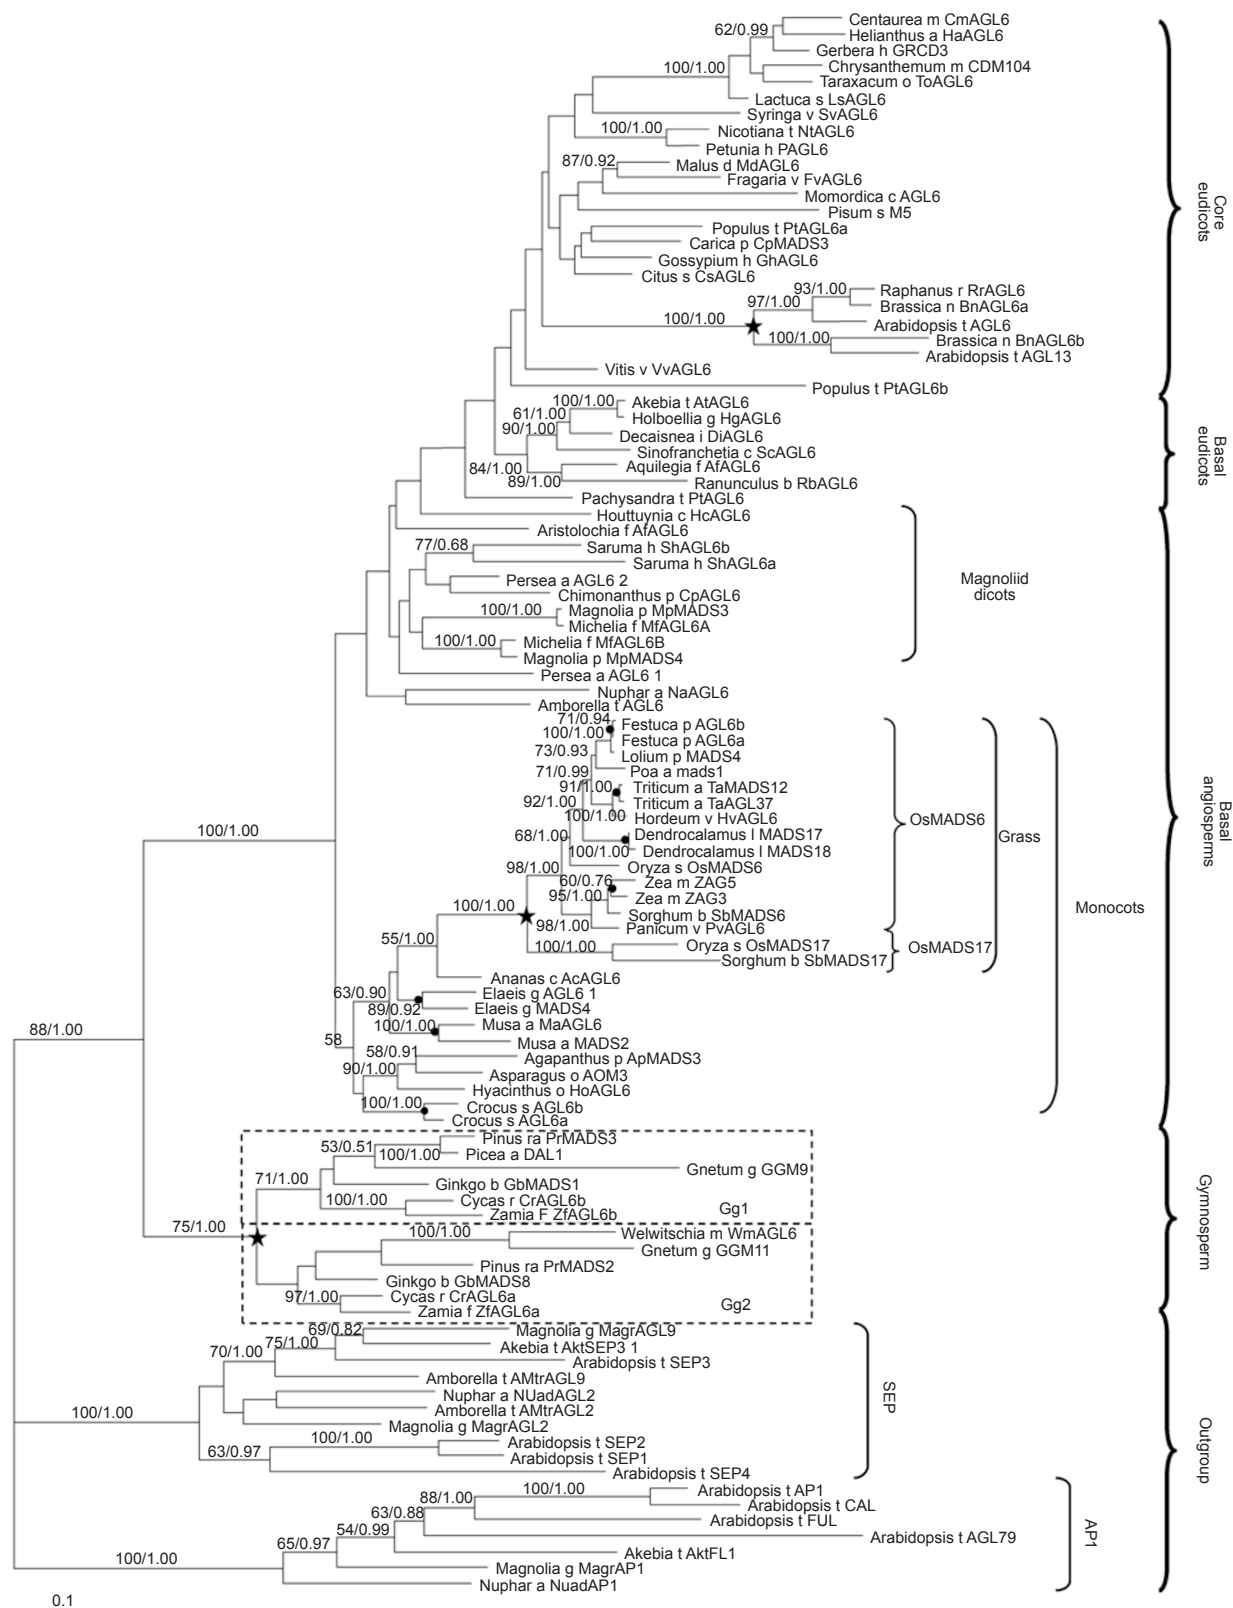 Centaurea m CmAGL6
62/0.99
Helianthus a HaAGL6
Gerbera h GRCD3
100/1.00
Chrysanthemum m CDM104
Taraxacum o ToAGL6
Lactuca s LsAGL6
Syringa v SvAGL6
100/1.00
Nicotiana t NtAGL6
Petunia h PAGL6
87/0.92
Malus d MdAGL6
Fragaria v FvAGL6
Momordica c AGL6
Pisum s M5
Populus t PtAGL6a
Carica p CpMADS3
Gossypium h GhAGL6
Citus s CsAGL6
Core
eudicots
93/1.00
Raphanus r RrAGL6
97/1.00
Brassica n BnAGL6a
100/1.00
Arabidopsis t AGL6
100/1.00
Brassica n BnAGL6b
Arabidopsis t AGL13
Vitis v VvAGL6
Populus t PtAGL6b
100/1.00
Akebia t AtAGL6
61/1.00
Holboellia g HgAGL6
90/1.00
Decaisnea i DiAGL6
Sinofranchetia c ScAGL6
84/1.00
Aquilegia f AfAGL6
89/1.00
Ranunculus b RbAGL6
Pachysandra t PtAGL6
Basal
eudicots
Houttuynia c HcAGL6
Aristolochia f AfAGL6
77/0.68
Saruma h ShAGL6b
Saruma h ShAGL6a
Persea a AGL6 2
Chimonanthus p CpAGL6
100/1.00
Magnolia p MpMADS3
Michelia f MfAGL6A
100/1.00
Michelia f MfAGL6B
Magnolia p MpMADS4
Persea a AGL6 1
Magnoliid
dicots
Nuphar a NaAGL6
Amborella t AGL6
71/0.94
Festuca p AGL6b
100/1.00
Festuca p AGL6a
73/0.93
Lolium p MADS4
71/0.99
Poa a mads1
91/1.00
Triticum a TaMADS12
92/1.00
Triticum a TaAGL37
100/1.00
Hordeum v HvAGL6
68/1.00
Dendrocalamus l MADS17
100/1.00
Dendrocalamus l MADS18
98/1.00
Oryza s OsMADS6
60/0.76
Zea m ZAG5
95/1.00
Zea m ZAG3
100/1.00
Sorghum b SbMADS6
98/1.00
Panicum v PvAGL6
100/1.00
Oryza s OsMADS17
Sorghum b SbMADS17
OsMADS6
OsMADS17
Grass
Monocots
Basal
angiosperms
100/1.00
55/1.00
Ananas c AcAGL6
63/0.90
Elaeis g AGL6 1
89/0.92
Elaeis g MADS4
100/1.00
Musa a MaAGL6
88/1.00
58
Musa a MADS2
58/0.91
Agapanthus p ApMADS3
90/1.00
Asparagus o AOM3
Hyacinthus o HoAGL6
100/1.00
Crocus s AGL6b
Crocus s AGL6a
Pinus ra PrMADS3
53/0.51
100/1.00
Picea a DAL1
Gnetum g GGM9
71/1.00
Ginkgo b GbMADS1
100/1.00
Cycas r CrAGL6b
Zamia F ZfAGL6b
Gg1
75/1.00
100/1.00
Welwitschia m WmAGL6
Gnetum g GGM11
Pinus ra PrMADS2
Ginkgo b GbMADS8
97/1.00
Cycas r CrAGL6a
Zamia f ZfAGL6a
Gg2
Gymnosperm
69/0.82
Magnolia g MagrAGL9
75/1.00
Akebia t AktSEP3 1
70/1.00
Arabidopsis t SEP3
Amborella t AMtrAGL9
Nuphar a NUadAGL2
100/1.00
Amborella t AMtrAGL2
Magnolia g MagrAGL2
100/1.00
Arabidopsis t SEP2
63/0.97
Arabidopsis t SEP1
Arabidopsis t SEP4
SEP
Outgroup
100/1.00
Arabidopsis t AP1
88/1.00
Arabidopsis t CAL
63/0.88
Arabidopsis t FUL
54/0.99
Arabidopsis t AGL79
65/0.97
Akebia t AktFL1
100/1.00
Magnolia g MagrAP1
Nuphar a NuadAP1
AP1
0.1